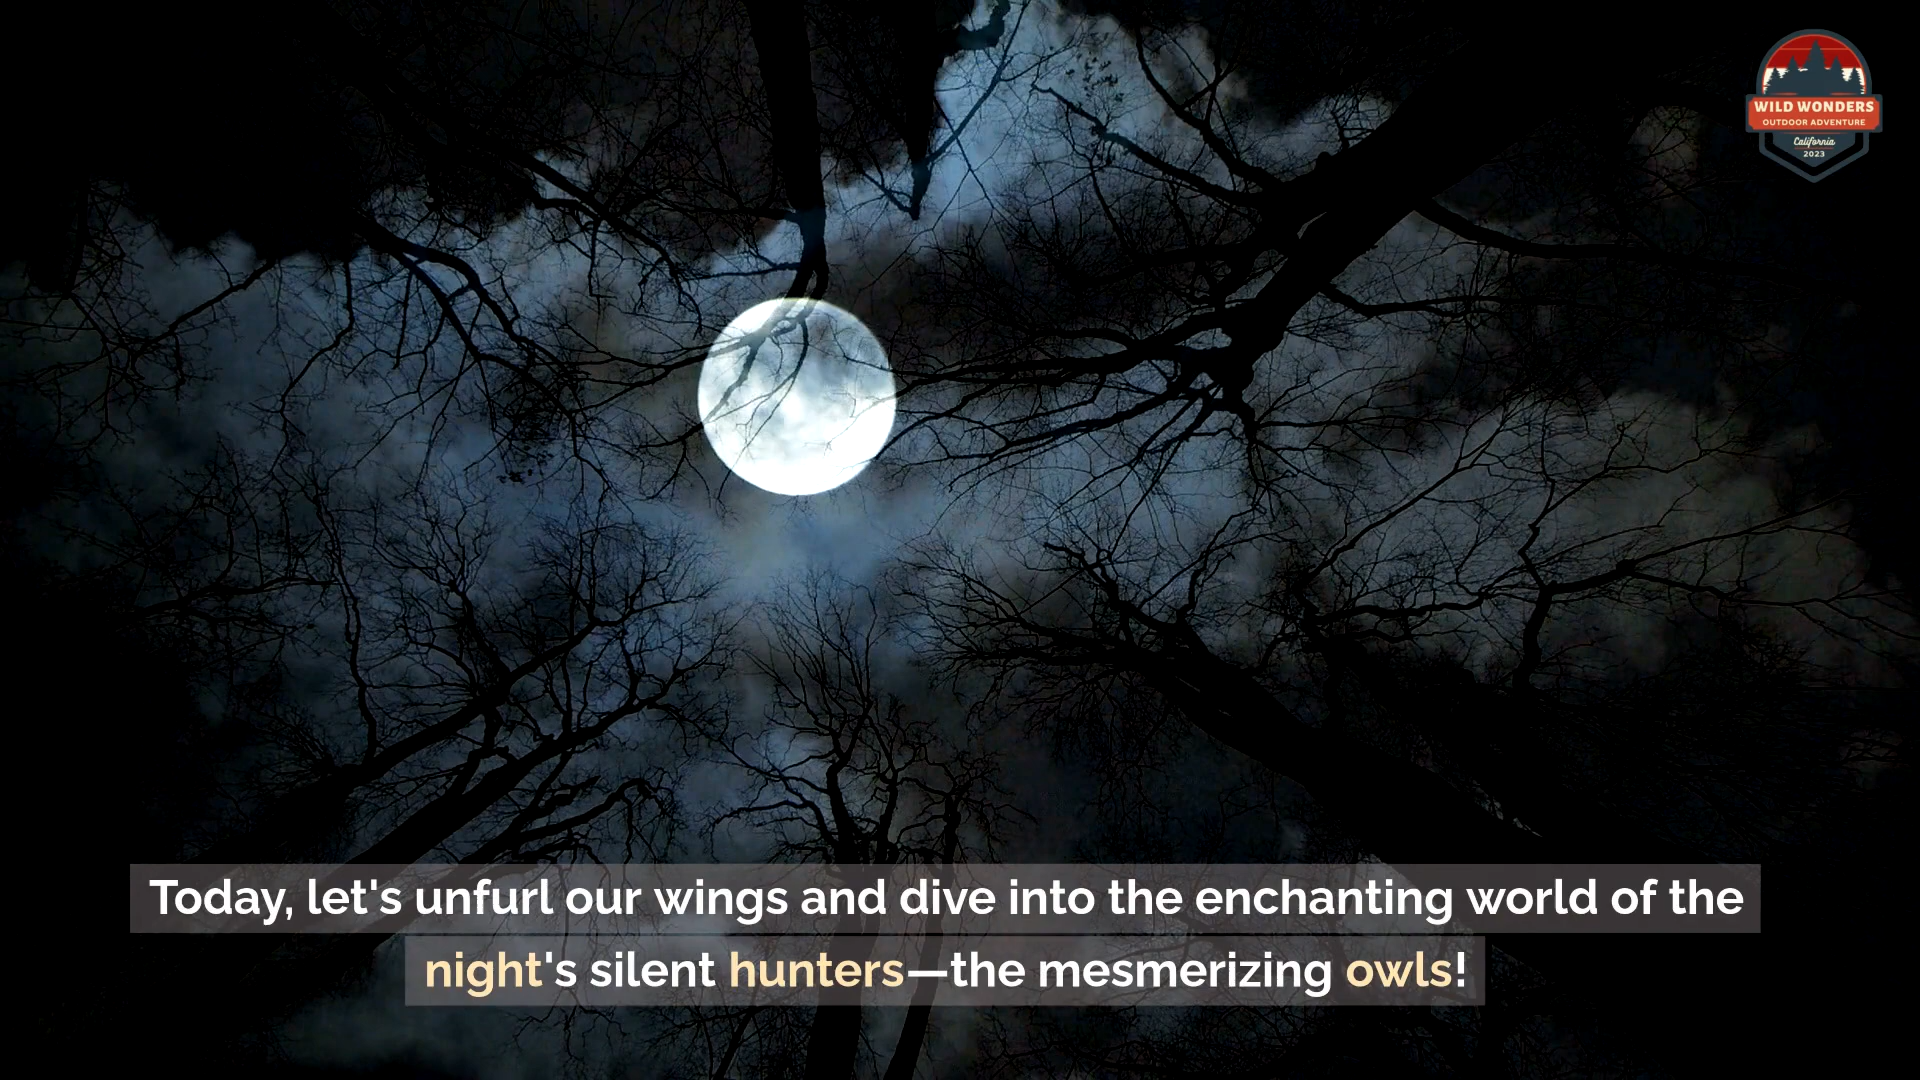 WILD WONDERS
OUTDOOR ADVENTURE
California
2023
Today, let's unfurl our wings and dive into the enchanting world of the
night's silent hunters—the mesmerizing owls!